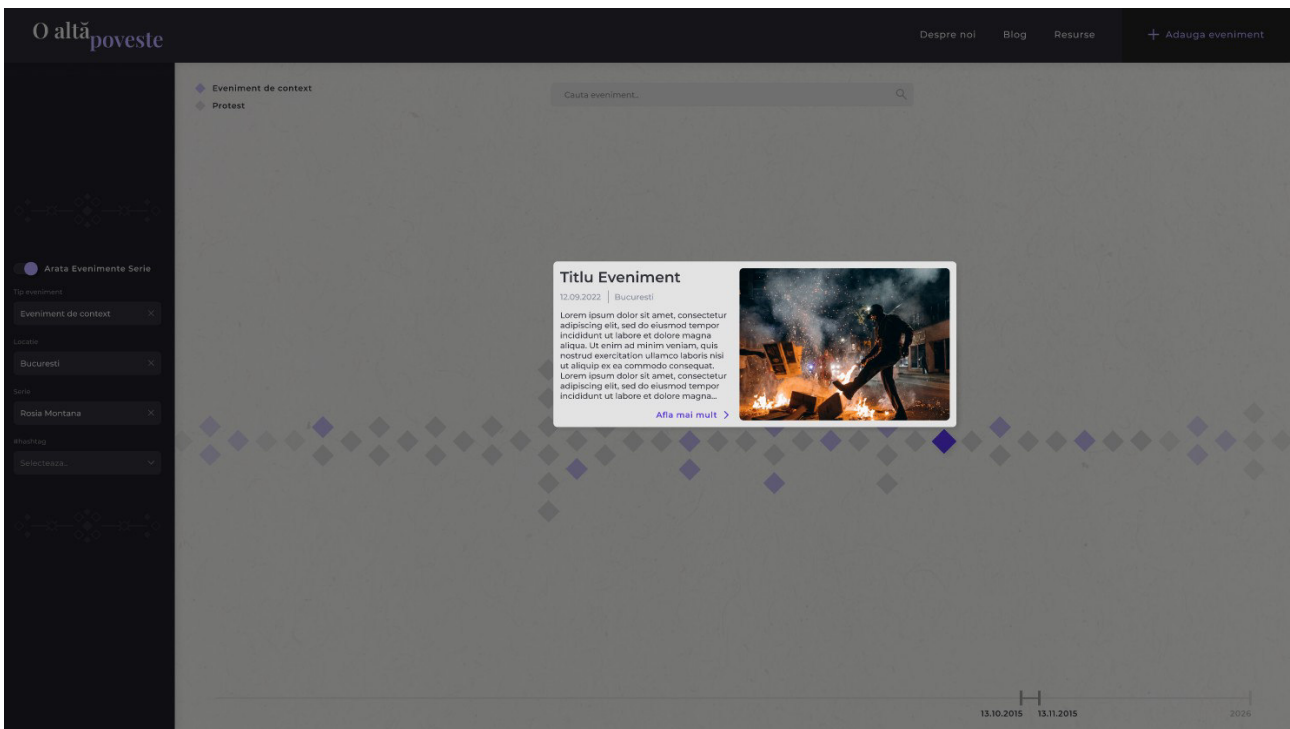 O altă poveste
Despre noi
Blog
Resurse
+ Adauga eveniment
Eveniment de context
Protest
Cauta eveniment..
Arata Evenimente Serie
Tip eveniment
Eveniment de context
Locatie
Bucuresti
Serie
Rosia Montana
#hashtag
Selecteaza..
Titlu Eveniment
12.09.2022 | Bucuresti
Lorem ipsum dolor sit amet, consectetur
adipiscing elit, sed do eiusmod tempor
incididunt ut labore et dolore magna
aliqua. Ut enim ad minim veniam, quis
nostrud exercitation ullamco laboris nisi
ut aliquip ex ea commodo consequat.
Lorem ipsum dolor sit amet, consectetur
adipiscing elit, sed do eiusmod tempor
incididunt ut labore et dolore magna...
Afla mai mult
13.10.2015
13.11.2015
2026